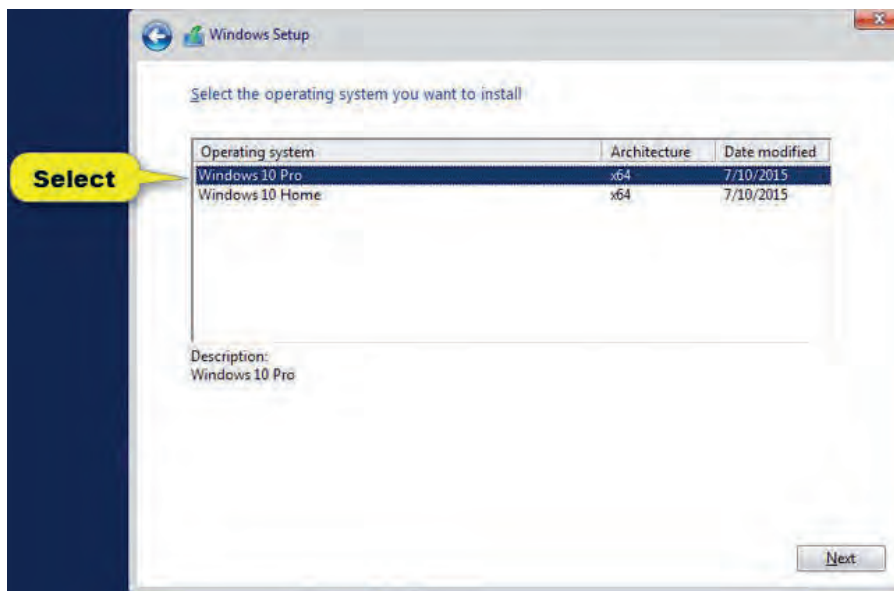 Windows Setup
Select the operating system you want to install
Operating system Architecture Date modified
Select
Windows 10 Pro x64 7/10/2015
Windows 10 Home x64 7/10/2015
Description:
Windows 10 Pro
Next